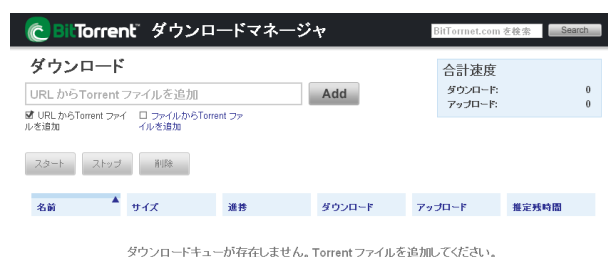 BitTorrent™ ダウンロードマネージャ
BitTorrnet.com を検索 Search
ダウンロード
URL からTorrent ファイルを追加 Add
URL からTorrent ファイ
ルを追加
ファイルからTorrent ファ
イルを追加
合計速度
ダウンロード: 0
アップロード: 0
スタート ストップ 削除
名前 サイズ 進捗 ダウンロード アップロード 推定残時間
ダウンロードキューが存在しません。Torrent ファイルを追加してください。